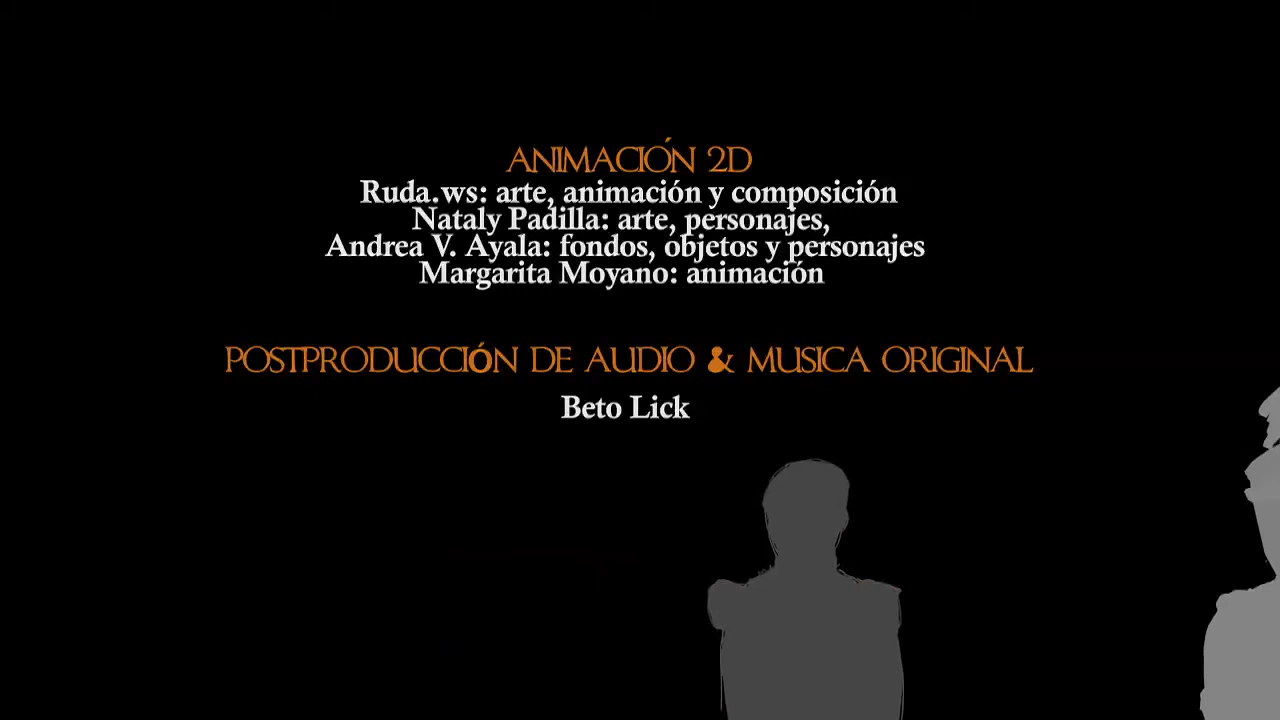 ANIMACIÓN 2D
Ruda.ws: arte, animación y composición
Nataly Padilla: arte, personajes,
Andrea V. Ayala: fondos, objetos y personajes
Margarita Moyano: animación
POSTPRODUCCIÓN DE AUDIO & MUSICA ORIGINAL
Beto Lick